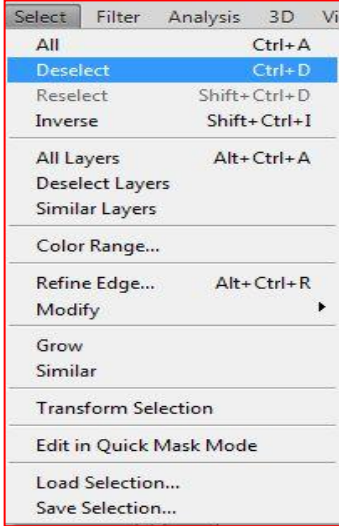 Select Filter Analysis 3D Vi
All Ctrl+A
Deselect Ctrl+D
Reselect Shift+Ctrl+D
Inverse Shift+Ctrl+I
All Layers Alt+Ctrl+A
Deselect Layers
Similar Layers
Color Range...
Refine Edge... Alt+Ctrl+R
Modify
Grow
Similar
Transform Selection
Edit in Quick Mask Mode
Load Selection...
Save Selection...